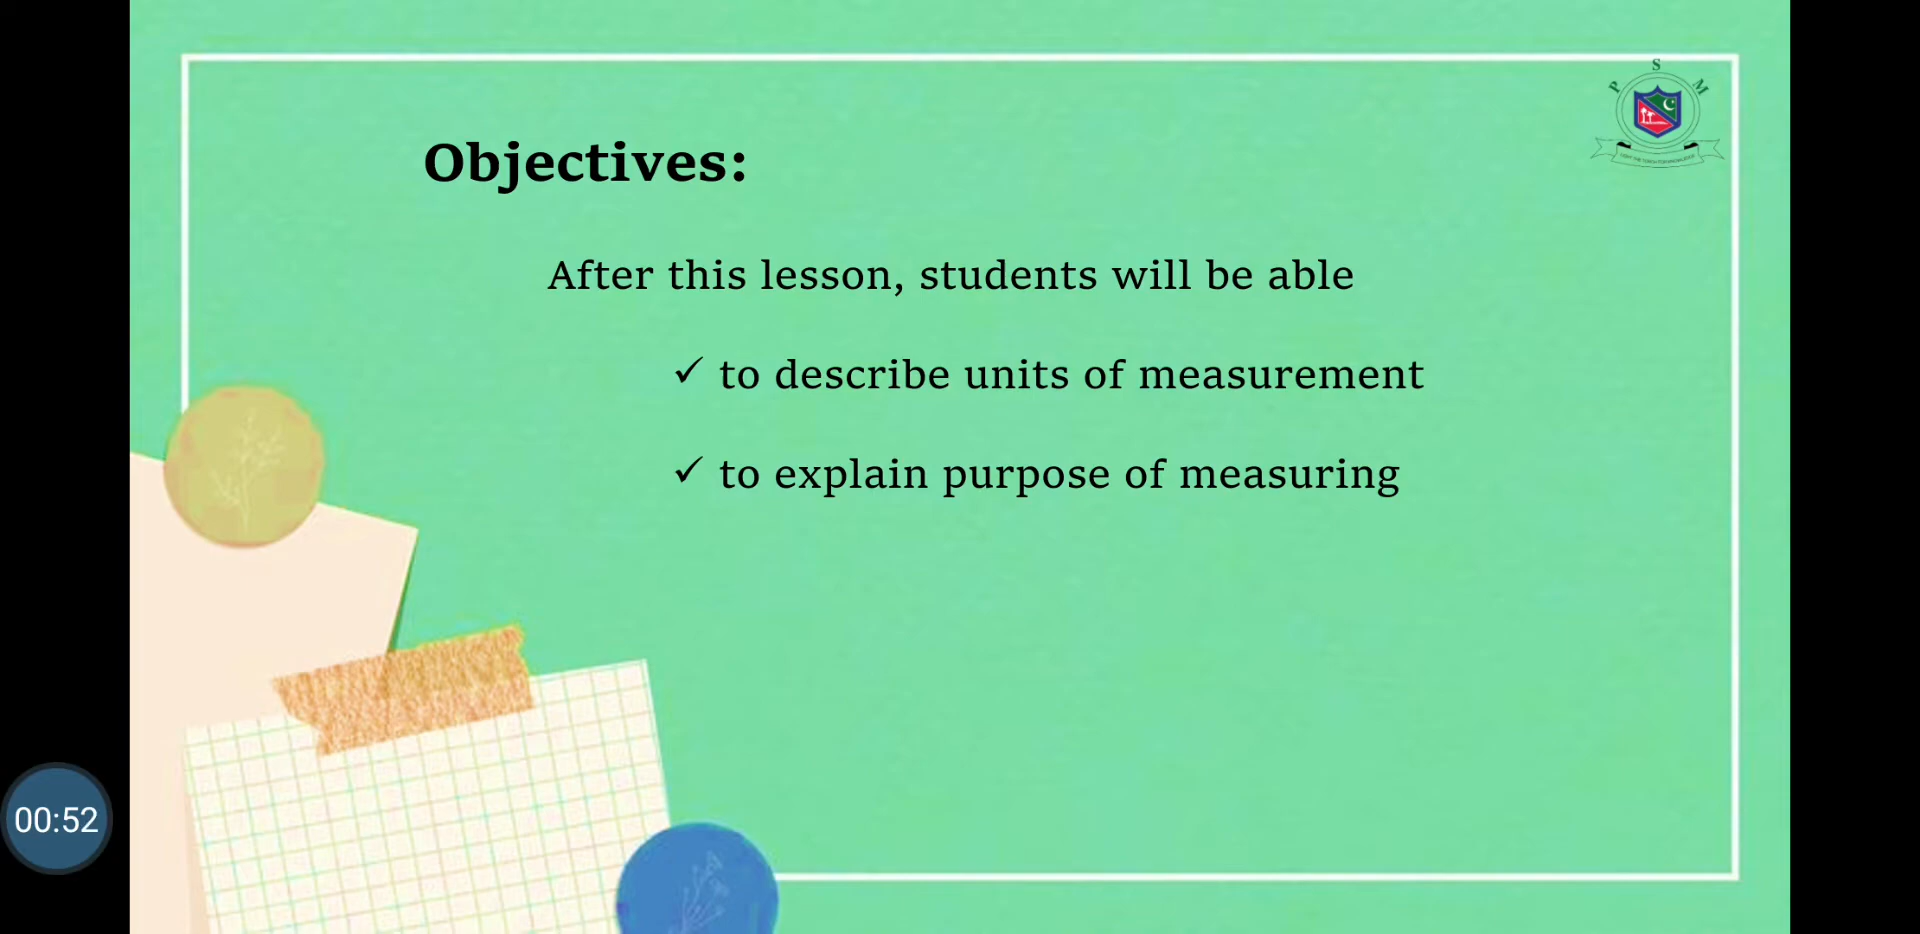 P S M
Objectives:
After this lesson, students will be able
✓ to describe units of measurement
✓ to explain purpose of measuring
00:52